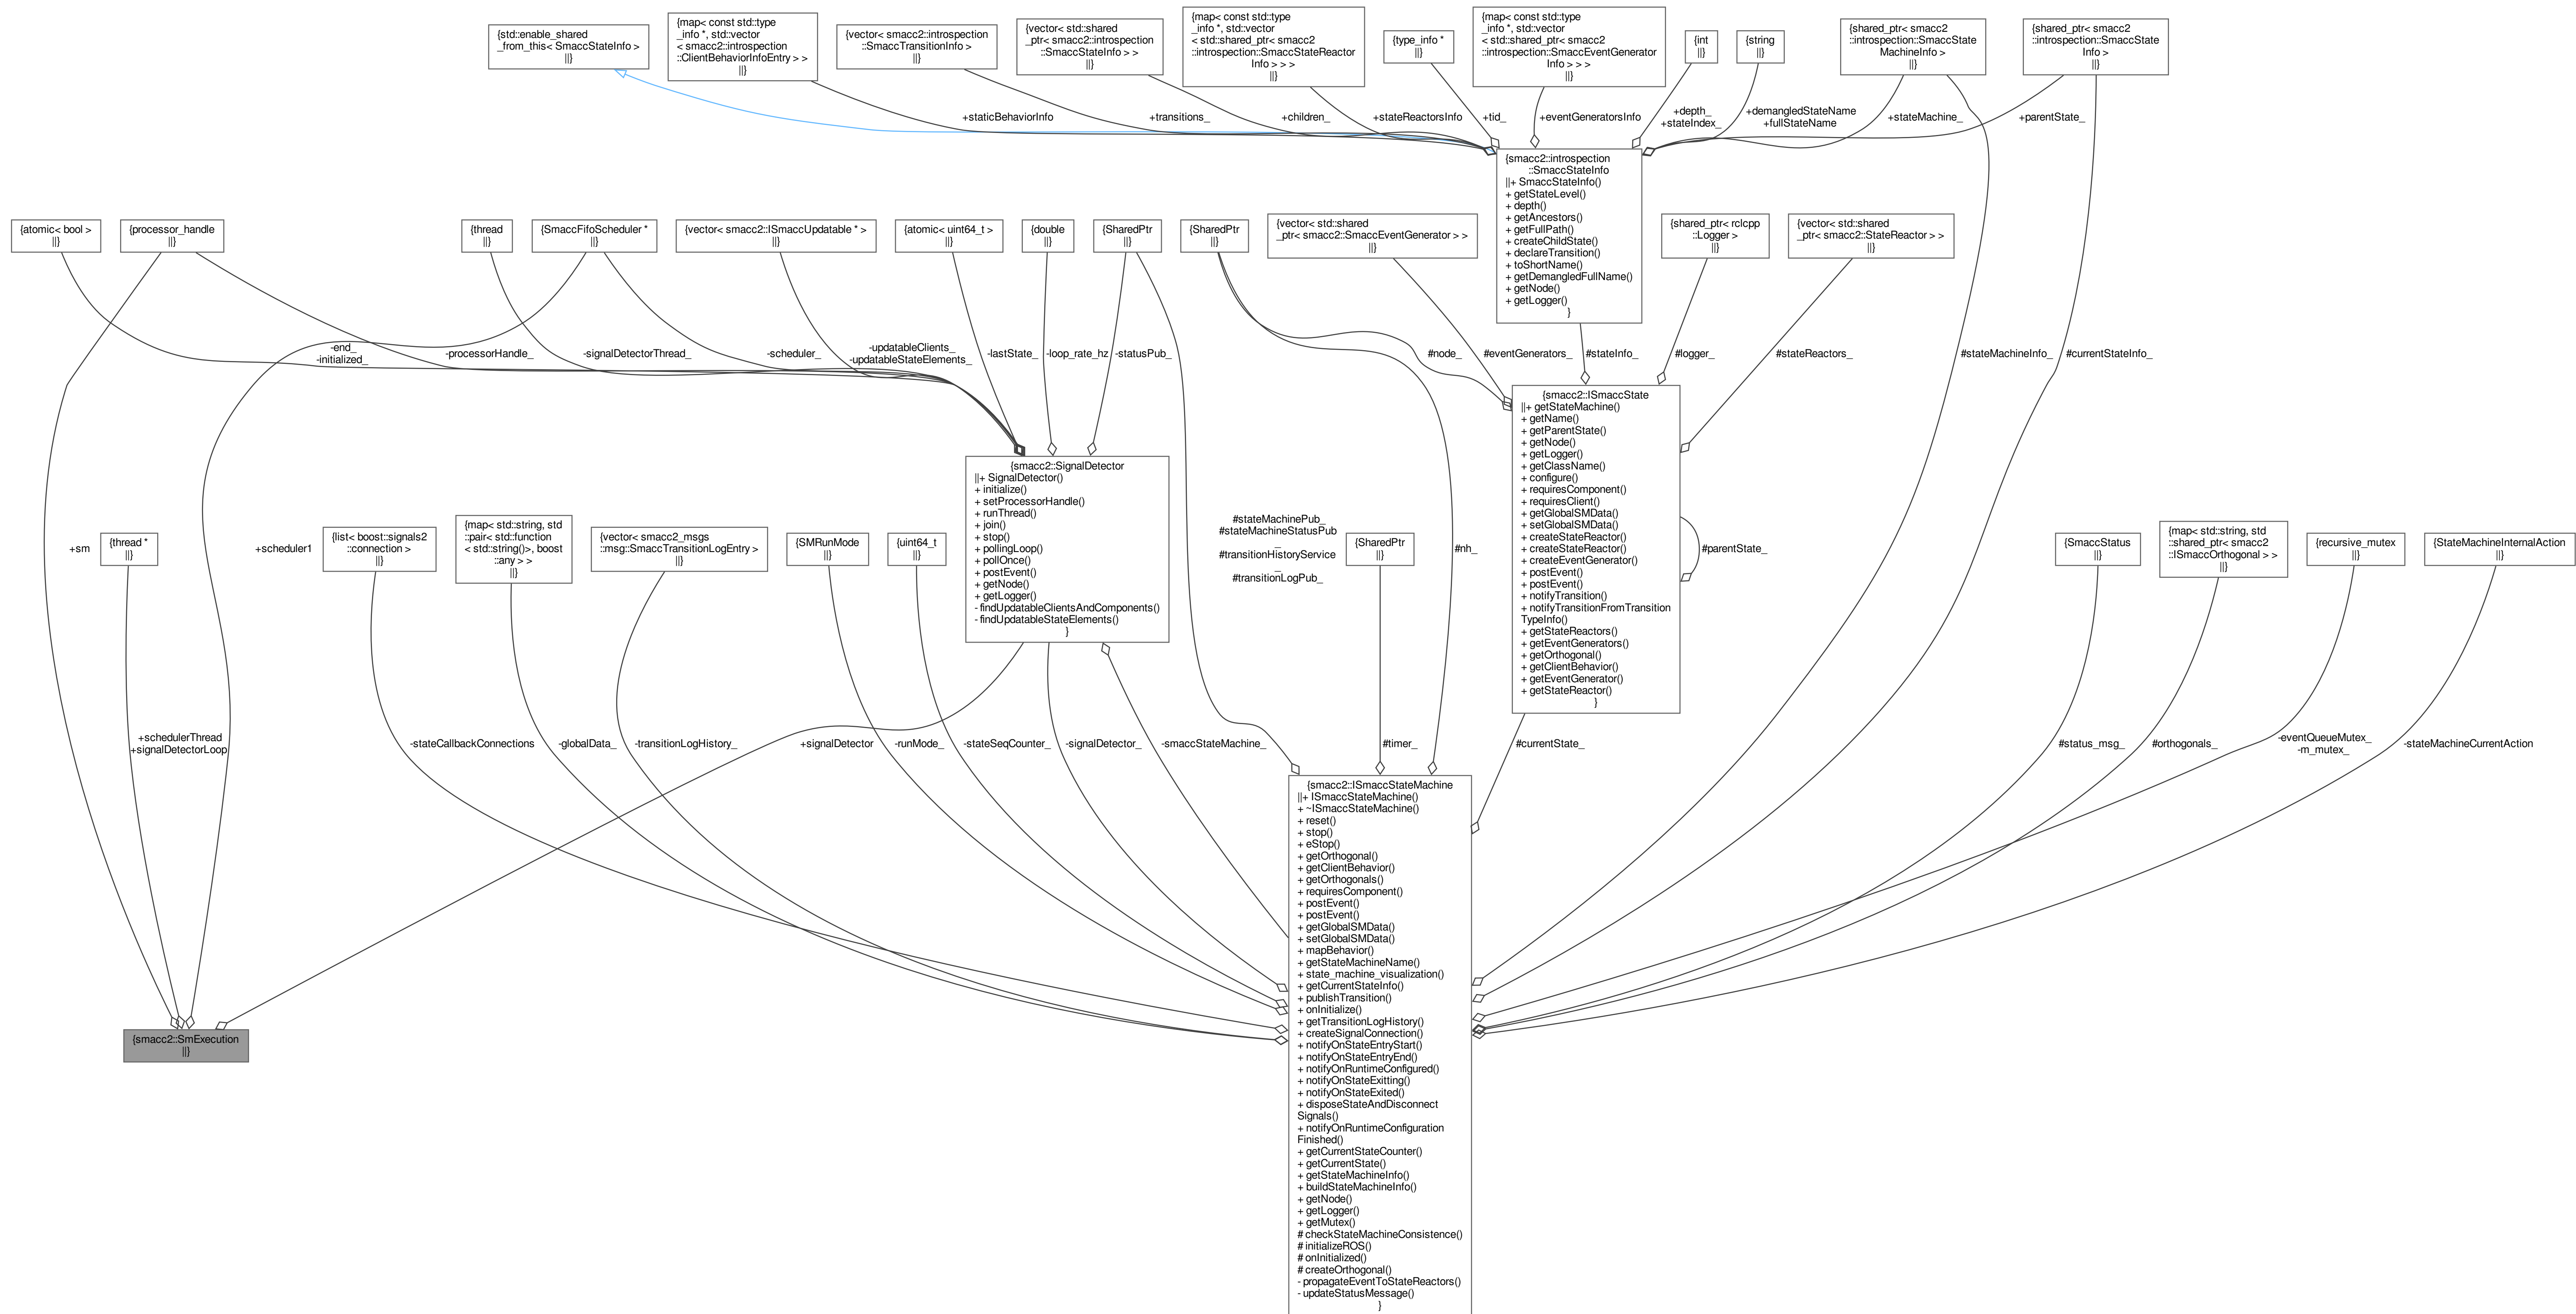 {std::enable_shared
_from_this< SmaccStateInfo >
||}
{map< const std::type
_info *, std::vector
< smacc2::introspection
::ClientBehaviorInfoEntry > >
||}
{vector< smacc2::introspection
::SmaccTransitionInfo >
||}
{vector< std::shared
_ptr< smacc2::introspection
::SmaccStateInfo > >
||}
{map< const std::type
_info *, std::vector
< std::shared_ptr< smacc2
::introspection::SmaccStateReactor
Info > > >
||}
{type_info *
||}
{map< const std::type
_info *, std::vector
< std::shared_ptr< smacc2
::introspection::SmaccEventGenerator
Info > > >
||}
{int
||}
{string
||}
{shared_ptr< smacc2
::introspection::SmaccState
MachineInfo >
||}
{shared_ptr< smacc2
::introspection::SmaccState
Info >
||}
+staticBehaviorInfo
+transitions_
+children_
+stateReactorsInfo
+tid_
+eventGeneratorsInfo
+depth_
+stateIndex_
+demangledStateName
+fullStateName
+stateMachine_
+parentState_
{smacc2::introspection
::SmaccStateInfo
||+ SmaccStateInfo()
+ getStateLevel()
+ depth()
+ getAncestors()
+ getFullPath()
+ createChildState()
+ declareTransition()
+ toShortName()
+ getDemangledFullName()
+ getNode()
+ getLogger()
}
{atomic< bool >
||}
{processor_handle
||}
{thread
||}
{SmaccFifoScheduler *
||}
{vector< smacc2::ISmaccUpdatable * >
||}
{atomic< uint64_t >
||}
{double
||}
{SharedPtr
||}
{SharedPtr
||}
{vector< std::shared
_ptr< smacc2::SmaccEventGenerator > >
||}
{shared_ptr< rclcpp
::Logger >
||}
{vector< std::shared
_ptr< smacc2::StateReactor > >
||}
-end_
-initialized_
-processorHandle_
-signalDetectorThread_
-scheduler_
-updatableClients_
-updatableStateElements_
-lastState_
-loop_rate_hz
-statusPub_
#node_
#eventGenerators_
#stateInfo_
#logger_
#stateReactors_
#stateMachineInfo_
#currentStateInfo_
{smacc2::SignalDetector
||+ SignalDetector()
+ initialize()
+ setProcessorHandle()
+ runThread()
+ join()
+ stop()
+ pollingLoop()
+ pollOnce()
+ postEvent()
+ getNode()
+ getLogger()
- findUpdatableClientsAndComponents()
- findUpdatableStateElements()
}
{smacc2::ISmaccState
||+ getStateMachine()
+ getName()
+ getParentState()
+ getNode()
+ getLogger()
+ getClassName()
+ configure()
+ requiresComponent()
+ requiresClient()
+ getGlobalSMData()
+ setGlobalSMData()
+ createStateReactor()
+ createStateReactor()
+ createEventGenerator()
+ postEvent()
+ postEvent()
+ notifyTransition()
+ notifyTransitionFromTransition
TypeInfo()
+ getStateReactors()
+ getEventGenerators()
+ getOrthogonal()
+ getClientBehavior()
+ getEventGenerator()
+ getStateReactor()
}
#parentState_
+sm
{thread *
||}
+scheduler1
{list< boost::signals2
::connection >
||}
{map< std::string, std
::pair< std::function
< std::string()>, boost
::any > >
||}
{vector< smacc2_msgs
::msg::SmaccTransitionLogEntry >
||}
{SMRunMode
||}
{uint64_t
||}
#stateMachinePub_
#stateMachineStatusPub
_
#transitionHistoryService
_
#transitionLogPub_
{SharedPtr
||}
#nh_
{SmaccStatus
||}
{map< std::string, std
::shared_ptr< smacc2
::ISmaccOrthogonal > >
||}
{recursive_mutex
||}
{StateMachineInternalAction
||}
+schedulerThread
+signalDetectorLoop
-stateCallbackConnections
-globalData_
-transitionLogHistory_
+signalDetector
-runMode_
-stateSeqCounter_
-signalDetector_
-smaccStateMachine_
#timer_
#currentState_
#status_msg_
#orthogonals_
-eventQueueMutex_
-m_mutex_
-stateMachineCurrentAction
{smacc2::SmExecution
||}
{smacc2::ISmaccStateMachine
||+ ISmaccStateMachine()
+ ~ISmaccStateMachine()
+ reset()
+ stop()
+ eStop()
+ getOrthogonal()
+ getClientBehavior()
+ getOrthogonals()
+ requiresComponent()
+ postEvent()
+ postEvent()
+ getGlobalSMData()
+ setGlobalSMData()
+ mapBehavior()
+ getStateMachineName()
+ state_machine_visualization()
+ getCurrentStateInfo()
+ publishTransition()
+ onInitialize()
+ getTransitionLogHistory()
+ createSignalConnection()
+ notifyOnStateEntryStart()
+ notifyOnStateEntryEnd()
+ notifyOnRuntimeConfigured()
+ notifyOnStateExitting()
+ notifyOnStateExited()
+ disposeStateAndDisconnect
Signals()
+ notifyOnRuntimeConfiguration
Finished()
+ getCurrentStateCounter()
+ getCurrentState()
+ getStateMachineInfo()
+ buildStateMachineInfo()
+ getNode()
+ getLogger()
+ getMutex()
# checkStateMachineConsistence()
# initializeROS()
# onInitialized()
# createOrthogonal()
- propagateEventToStateReactors()
- updateStatusMessage()
}